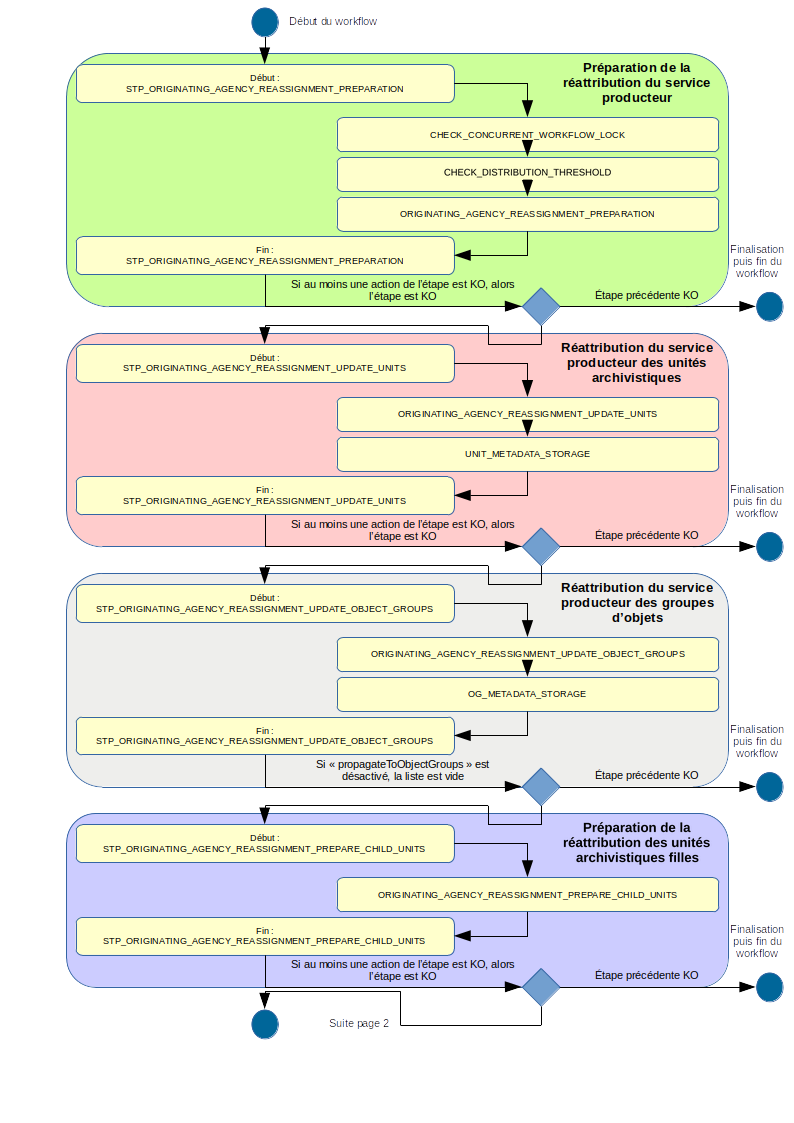 Début du workflow
Préparation de la
réattribution du service
producteur
Début :
STP_ORIGINATING_AGENCY_REASSIGNMENT_PREPARATION
CHECK_CONCURRENT_WORKFLOW_LOCK
CHECK_DISTRIBUTION_THRESHOLD
ORIGINATING_AGENCY_REASSIGNMENT_PREPARATION
Fin :
STP_ORIGINATING_AGENCY_REASSIGNMENT_PREPARATION
Finalisation
puis fin du
workflow
Si au moins une action de l'étape est KO, alors
l'étape est KO
Étape précédente KO
Réattribution du service
producteur des unités
archivistiques
Début :
STP_ORIGINATING_AGENCY_REASSIGNMENT_UPDATE_UNITS
ORIGINATING_AGENCY_REASSIGNMENT_UPDATE_UNITS
UNIT_METADATA_STORAGE
Fin :
STP_ORIGINATING_AGENCY_REASSIGNMENT_UPDATE_UNITS
Finalisation
puis fin du
workflow
Si au moins une action de l'étape est KO, alors
l'étape est KO
Étape précédente KO
Réattribution du service
producteur des groupes
d'objets
Début :
STP_ORIGINATING_AGENCY_REASSIGNMENT_UPDATE_OBJECT_GROUPS
ORIGINATING_AGENCY_REASSIGNMENT_UPDATE_OBJECT_GROUPS
OG_METADATA_STORAGE
Fin :
STP_ORIGINATING_AGENCY_REASSIGNMENT_UPDATE_OBJECT_GROUPS
Finalisation
puis fin du
workflow
Si « propagateToObjectGroups » est
désactivé, la liste est vide
Étape précédente KO
Préparation de la
réattribution des unités
archivistiques filles
Début :
STP_ORIGINATING_AGENCY_REASSIGNMENT_PREPARE_CHILD_UNITS
ORIGINATING_AGENCY_REASSIGNMENT_PREPARE_CHILD_UNITS
Fin :
STP_ORIGINATING_AGENCY_REASSIGNMENT_PREPARE_CHILD_UNITS
Finalisation
puis fin du
workflow
Si au moins une action de l'étape est KO, alors
l'étape est KO
Étape précédente KO
Suite page 2